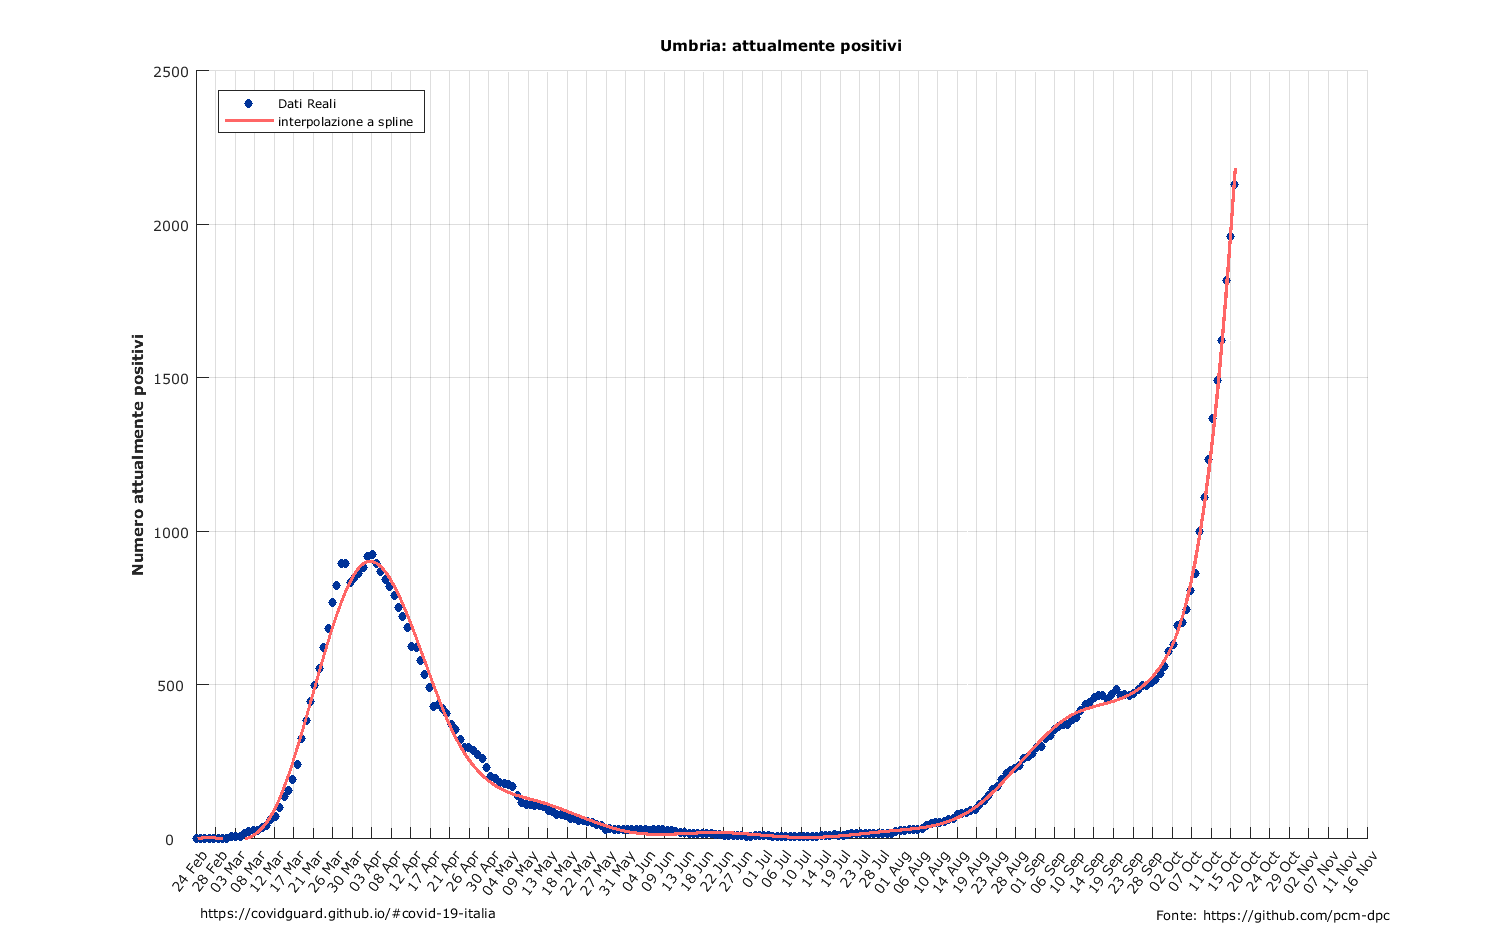 Umbria: attualmente positivi
Dati Reali
interpolazione a spline
Numero attualmente positivi
2500
2000
1500
1000
500
0
24 Feb
28 Feb
03 Mar
08 Mar
12 Mar
17 Mar
21 Mar
26 Mar
30 Mar
03 Apr
08 Apr
12 Apr
17 Apr
21 Apr
26 Apr
30 Apr
04 May
09 May
13 May
18 May
22 May
27 May
31 May
04 Jun
09 Jun
13 Jun
18 Jun
22 Jun
27 Jun
01 Jul
06 Jul
10 Jul
14 Jul
19 Jul
23 Jul
28 Jul
01 Aug
06 Aug
10 Aug
14 Aug
19 Aug
23 Aug
28 Aug
01 Sep
06 Sep
10 Sep
14 Sep
19 Sep
23 Sep
28 Sep
02 Oct
07 Oct
11 Oct
15 Oct
20 Oct
24 Oct
29 Oct
02 Nov
07 Nov
11 Nov
16 Nov
https://covidguard.github.io/#covid-19-italia
Fonte: https://github.com/pcm-dpc